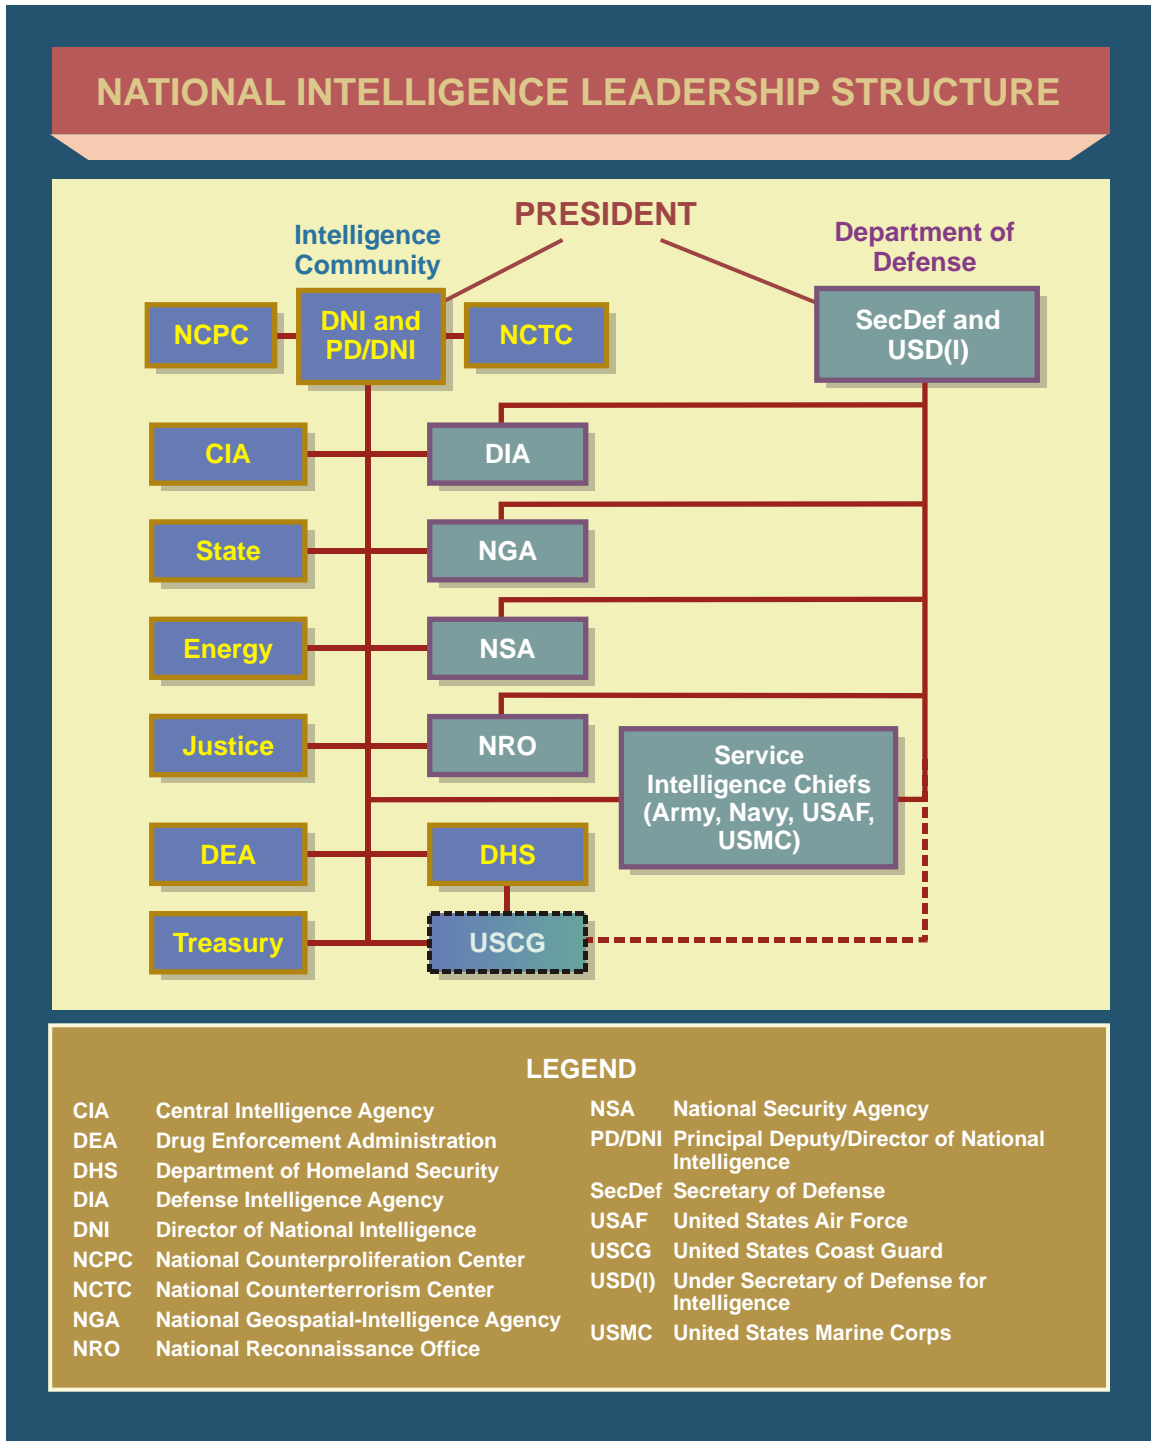 NATIONAL INTELLIGENCE LEADERSHIP STRUCTURE
PRESIDENT
Intelligence
Community
Department of
Defense
NCPC
DNI and
PD/DNI
NCTC
SecDef and
USD(I)
CIA
DIA
State
NGA
Energy
NSA
Justice
NRO
Service
Intelligence Chiefs
(Army, Navy, USAF,
USMC)
DEA
DHS
Treasury
USCG
LEGEND
CIA Central Intelligence Agency
DEA Drug Enforcement Administration
DHS Department of Homeland Security
DIA Defense Intelligence Agency
DNI Director of National Intelligence
NCPC National Counterproliferation Center
NCTC National Counterterrorism Center
NGA National Geospatial-Intelligence Agency
NRO National Reconnaissance Office
NSA National Security Agency
PD/DNI Principal Deputy/Director of National
Intelligence
SecDef Secretary of Defense
USAF United States Air Force
USCG United States Coast Guard
USD(I) Under Secretary of Defense for
Intelligence
USMC United States Marine Corps